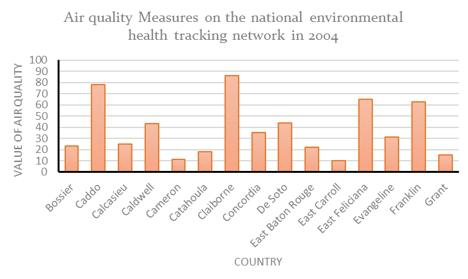 Air quality Measures on the national environmental
health tracking network in 2004
VALUE OF AIR QUALITY
100
90
80
70
60
50
40
30
20
10
0
Bossier
Caddo
Calcasieu
Caldwell
Cameron
Catahoula
Claiborne
Concordia
De Soto
East Baton Rouge
East Carroll
East Feliciana
Evangeline
Franklin
Grant
COUNTRY